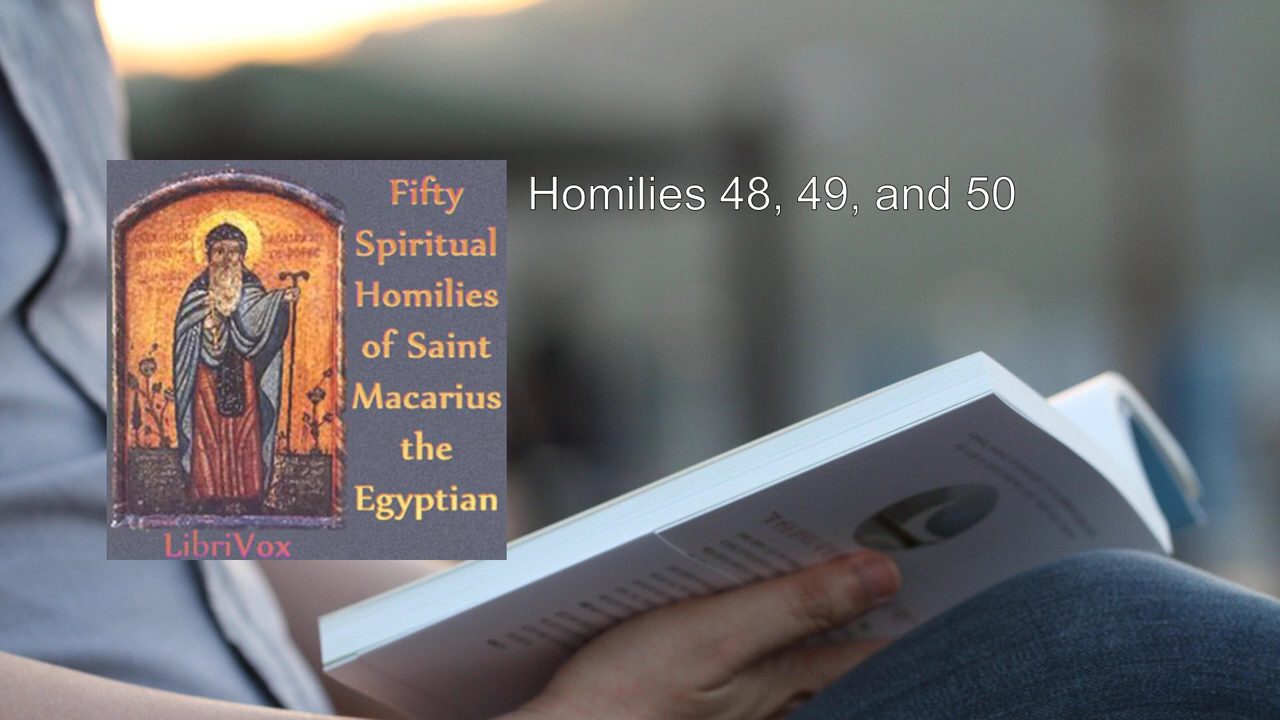 Fifty
Spiritual
Homilies
of Saint
Macarius
the
Egyptian
LibriVox
Homilies 48, 49, and 50